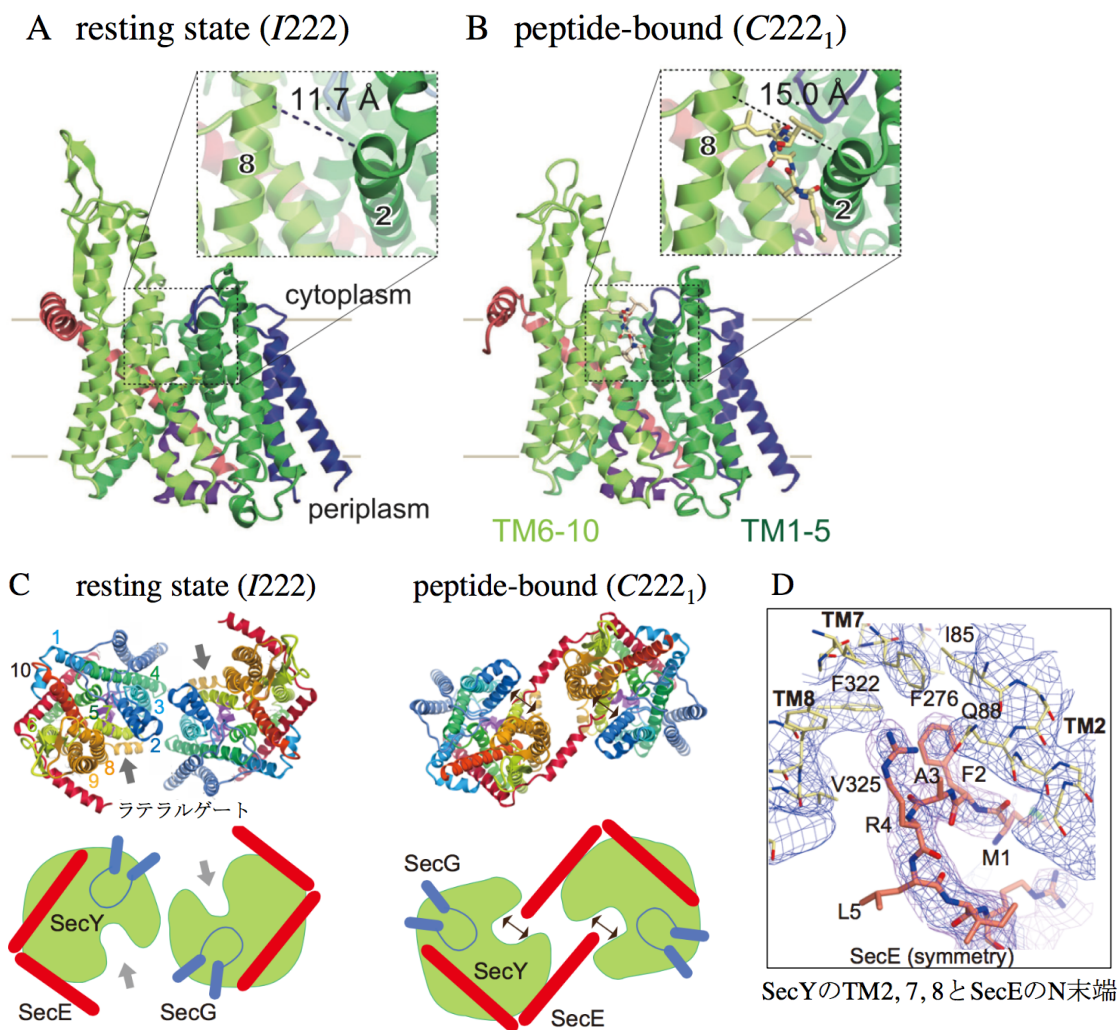 A resting state (I222)
B peptide-bound (C222₁)
11.7 Å
8
2
15.0 Å
8
2
cytoplasm
periplasm
TM6-10
TM1-5
C resting state (I222)
peptide-bound (C222₁)
D
1
10
4
5
3
2
8
9
ラテラルゲート
SecY
SecE
SecG
SecG
SecY
SecE
TM7
I85
F322
F276
TM8
Q88
TM2
V325
A3
F2
R4
M1
L5
SecE (symmetry)
SecYのTM2, 7, 8とSecEのN末端